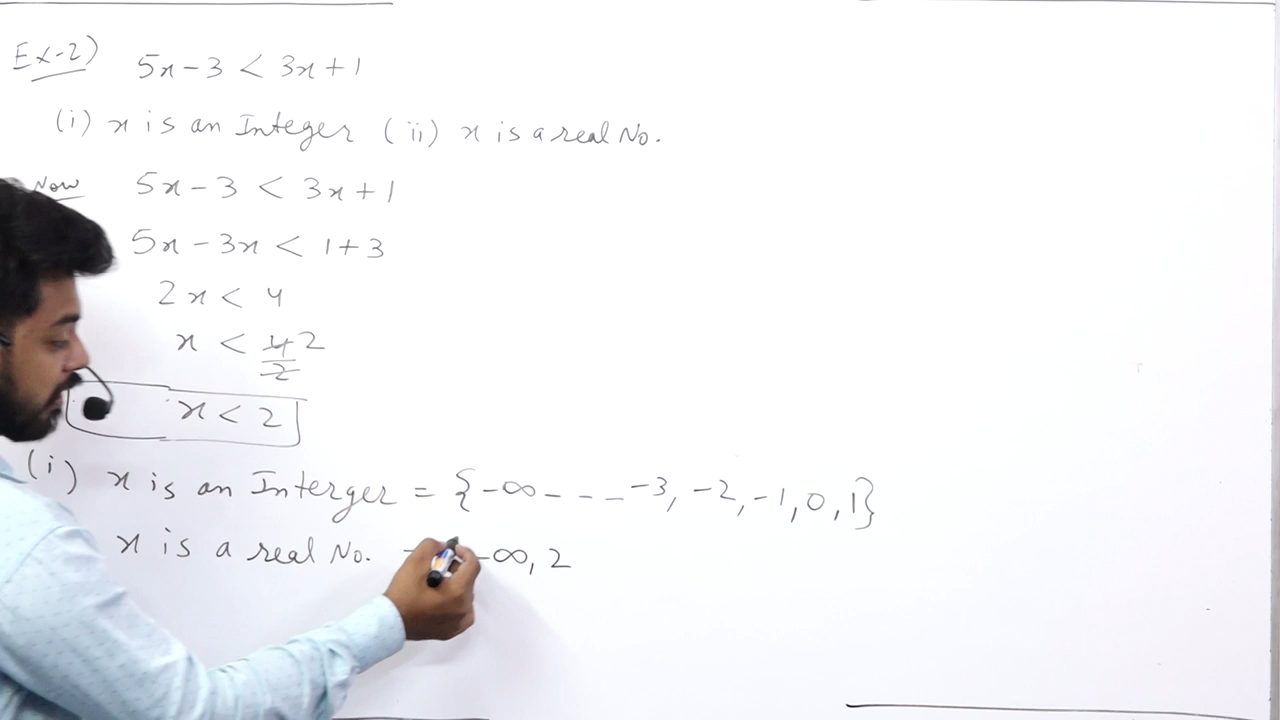 Ex-2) 5x - 3 < 3x + 1
(i) x is an Integer (ii) x is a real No.
Now 5x - 3 < 3x + 1
5x - 3x < 1 + 3
2x < 4
x < 4/2 2
x < 2
(i) x is an Interger = {-∞ - - - -3, -2, -1, 0, 1}
x is a real No. -∞, 2